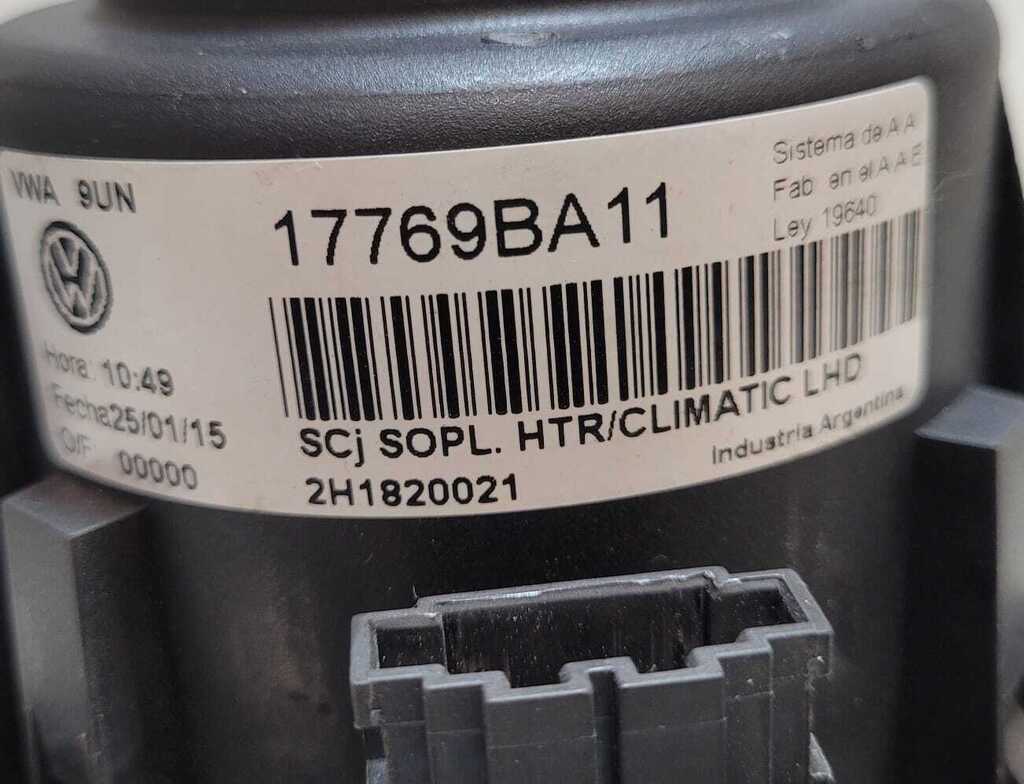 VWA 9UN
17769BA11
Sistema de A A
Fab en el A A E
Ley 19640
Hora: 10:49
Fecha25/01/15
O/F 00000
SCj SOPL. HTR/CLIMATIC LHD
2H1820021
Industria Argentina